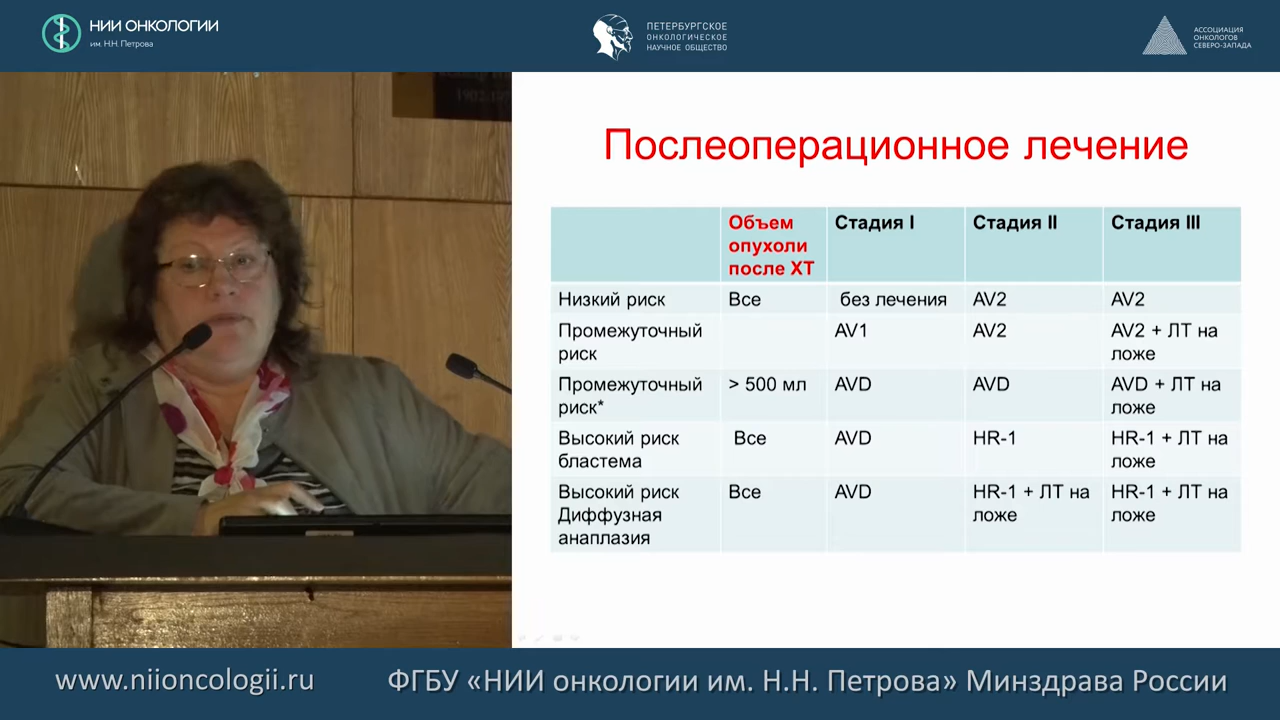 НИИ ОНКОЛОГИИ
им. Н.Н. Петрова
ПЕТЕРБУРГСКОЕ
ОНКОЛОГИЧЕСКОЕ
НАУЧНОЕ ОБЩЕСТВО
АССОЦИАЦИЯ
ОНКОЛОГОВ
СЕВЕРО-ЗАПАДА
Послеоперационное лечение
Объем опухоли после ХТ Стадия I Стадия II Стадия III
Низкий риск Все без лечения AV2 AV2
Промежуточный риск AV1 AV2 AV2 + ЛТ на ложе
Промежуточный риск* > 500 мл AVD AVD AVD + ЛТ на ложе
Высокий риск бластема Все AVD HR-1 HR-1 + ЛТ на ложе
Высокий риск Диффузная анаплазия Все AVD HR-1 + ЛТ на ложе HR-1 + ЛТ на ложе
www.niioncologii.ru
ФГБУ «НИИ онкологии им. Н.Н. Петрова» Минздрава России